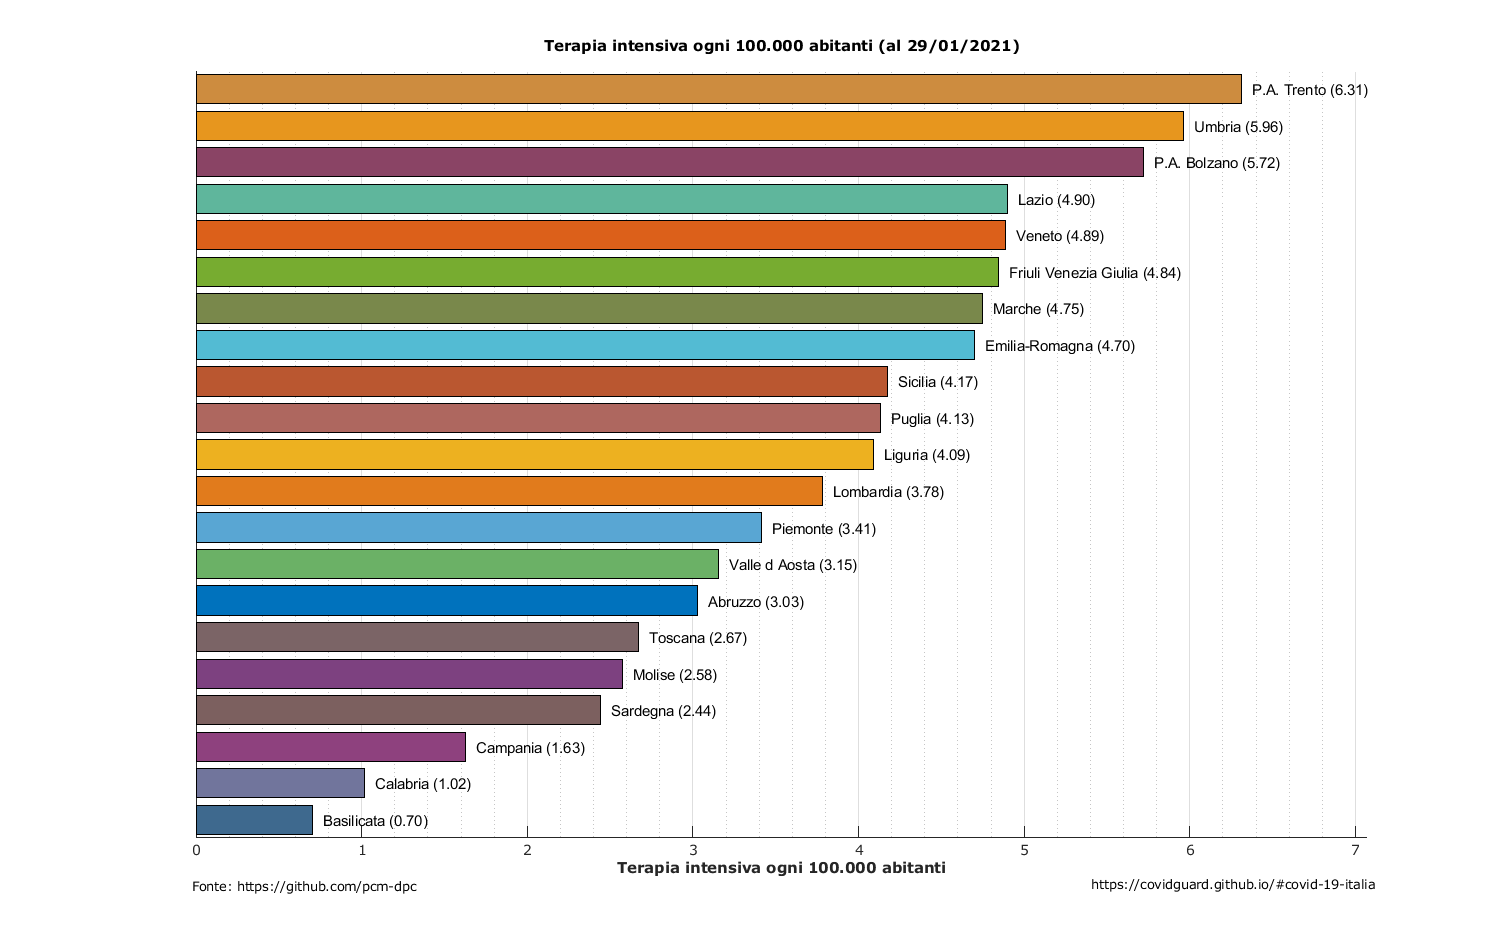 Terapia intensiva ogni 100.000 abitanti (al 29/01/2021)
P.A. Trento (6.31)
Umbria (5.96)
P.A. Bolzano (5.72)
Lazio (4.90)
Veneto (4.89)
Friuli Venezia Giulia (4.84)
Marche (4.75)
Emilia-Romagna (4.70)
Sicilia (4.17)
Puglia (4.13)
Liguria (4.09)
Lombardia (3.78)
Piemonte (3.41)
Valle d Aosta (3.15)
Abruzzo (3.03)
Toscana (2.67)
Molise (2.58)
Sardegna (2.44)
Campania (1.63)
Calabria (1.02)
Basilicata (0.70)
0 1 2 3 4 5 6 7
Terapia intensiva ogni 100.000 abitanti
Fonte: https://github.com/pcm-dpc
https://covidguard.github.io/#covid-19-italia